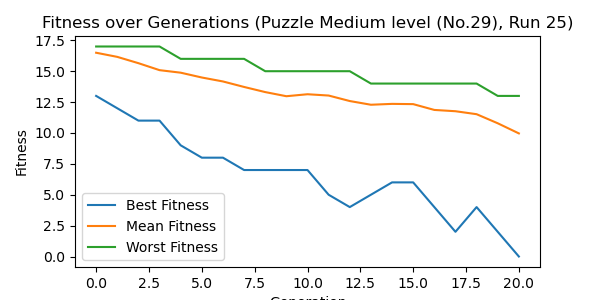 Fitness over Generations (Puzzle Medium level (No.29), Run 25)
17.5
15.0
12.5
10.0
7.5
5.0
2.5
0.0
Fitness
Best Fitness
Mean Fitness
Worst Fitness
0.0 2.5 5.0 7.5 10.0 12.5 15.0 17.5 20.0
Generation